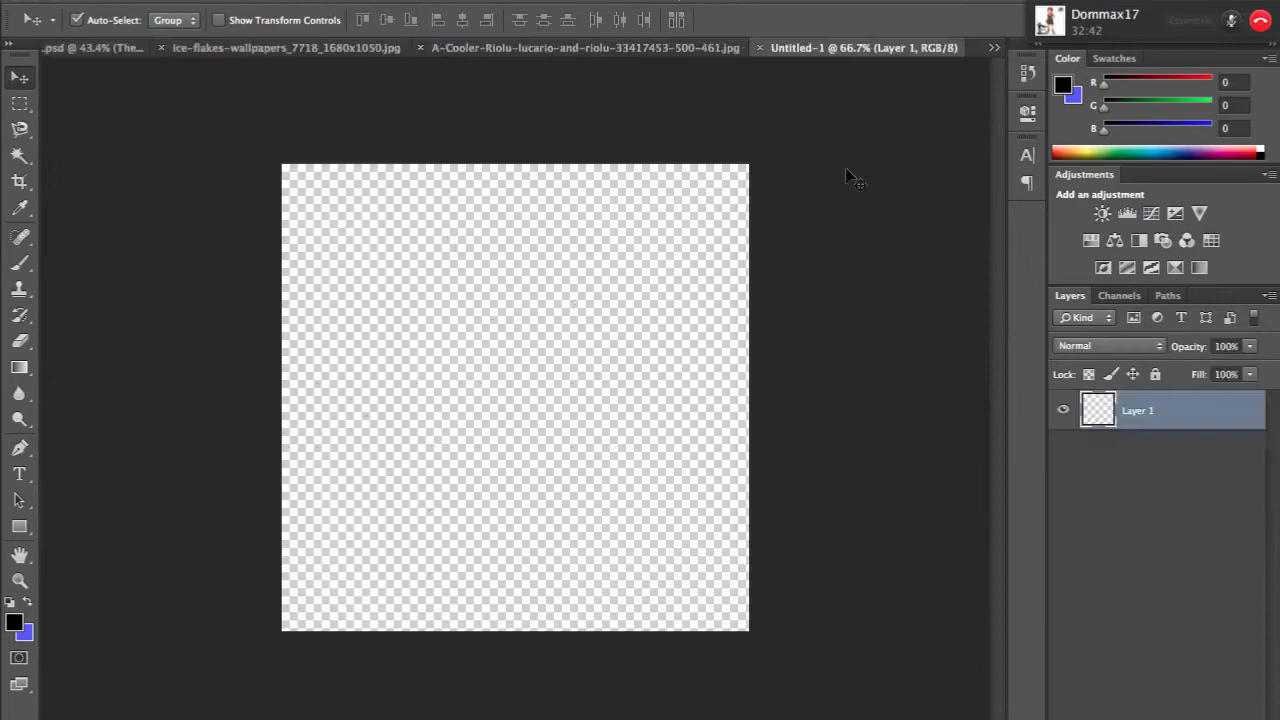 Auto-Select: Group Show Transform Controls
Dommax17
32:42
Essentials
.psd @ 43.4% (The... × ice-flakes-wallpapers_7718_1680x1050.jpg × A-Cooler-Riolu-lucario-and-riolu-33417453-500-461.jpg × Untitled-1 @ 66.7% (Layer 1, RGB/8) »
Color Swatches
R 0
G 0
B 0
Adjustments
Add an adjustment
Layers Channels Paths
Kind
Normal Opacity: 100%
Lock: Fill: 100%
Layer 1